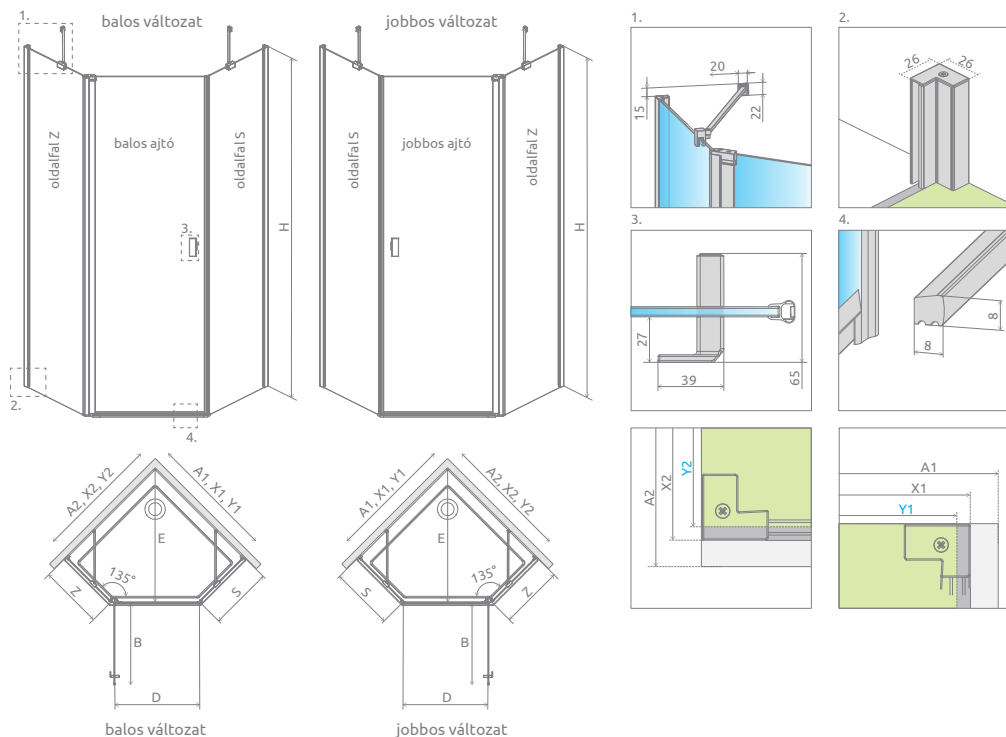 1.
balos változat
jobbos változat
oldalfal Z
balos ajtó
oldalfal S
H
3.
2.
4.
oldalfal S
jobbos ajtó
oldalfal Z
H
A2, X2, Y2
A1, X1, Y1
E
135°
Z
S
B
D
balos változat
A1, X1, Y1
A2, X2, Y2
E
135°
S
Z
B
D
jobbos változat
1.
20
15
22
2.
26
26
3.
27
39
65
4.
8
8
A2
X2
Y2
A1
X1
Y1